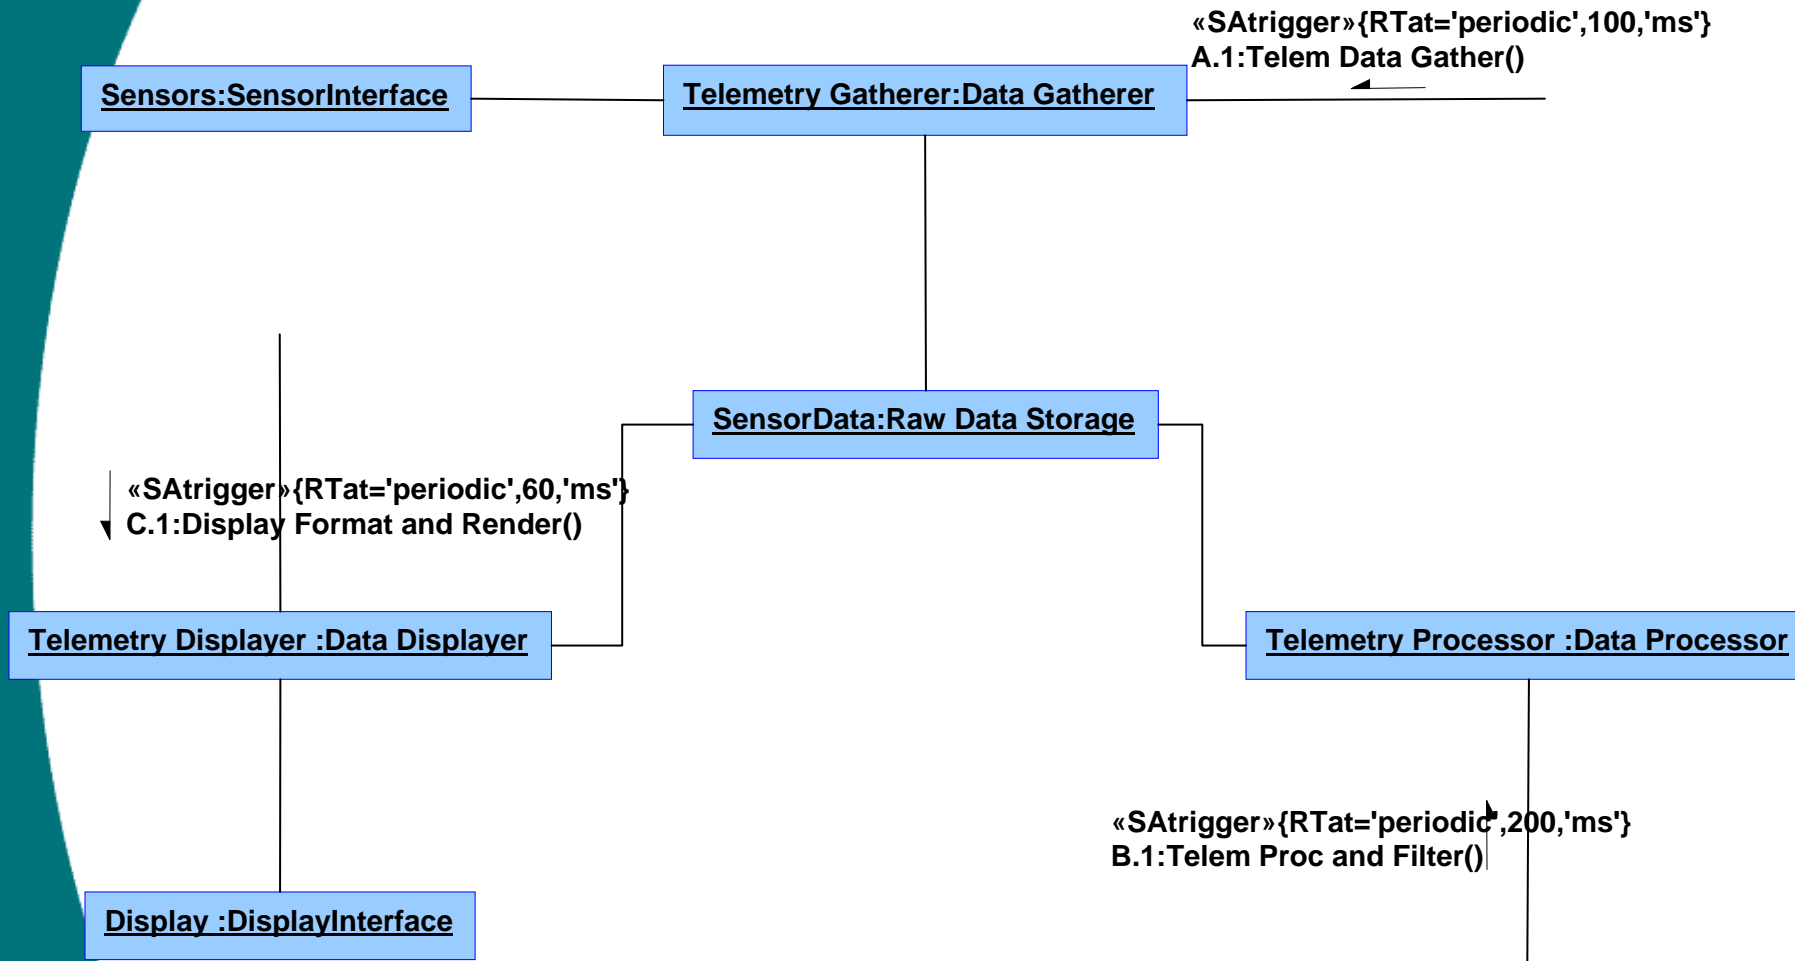 «SAtrigger»{RTat='periodic',100,'ms'}
A.1:Telem Data Gather()
Sensors:SensorInterface
Telemetry Gatherer:Data Gatherer
SensorData:Raw Data Storage
«SAtrigger»{RTat='periodic',60,'ms'}
C.1:Display Format and Render()
Telemetry Displayer :Data Displayer
Telemetry Processor :Data Processor
«SAtrigger»{RTat='periodic',200,'ms'}
B.1:Telem Proc and Filter()
Display :DisplayInterface